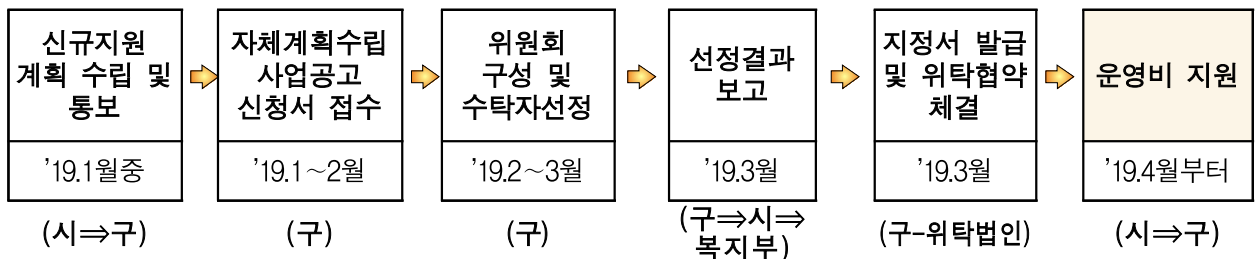 신규지원
계획 수립 및
통보
'19.1월중
(시⇒구)
자체계획수립
사업공고
신청서 접수
'19.1～2월
(구)
위원회
구성 및
수탁자선정
'19.2～3월
(구)
선정결과
보고
'19.3월
(구⇒시⇒
복지부)
지정서 발급
및 위탁협약
체결
'19.3월
(구-위탁법인)
운영비 지원
'19.4월부터
(시⇒구)